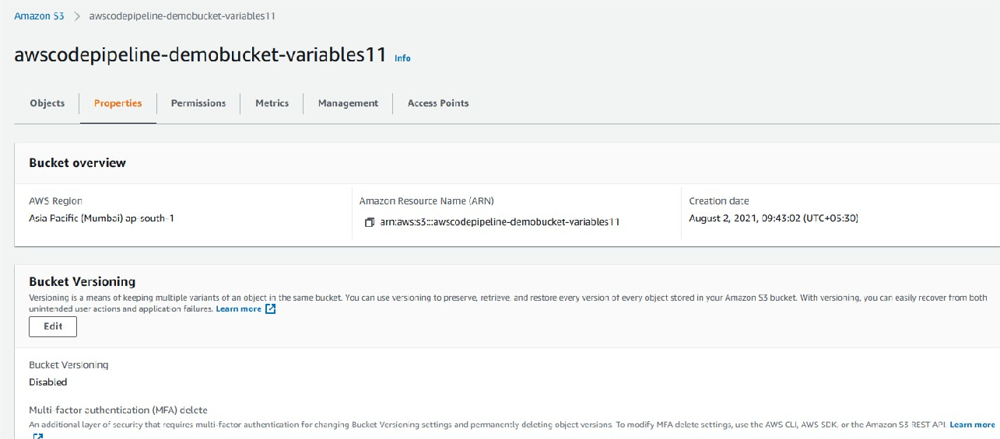 Amazon S3 > awscodepipeline-demobucket-variables11
awscodepipeline-demobucket-variables11 Info
Objects Properties Permissions Metrics Management Access Points
Bucket overview
AWS Region Amazon Resource Name (ARN) Creation date
Asia Pacific (Mumbai) ap-south-1 arn:aws:s3:::awscodepipeline-demobucket-variables11 August 2, 2021, 09:43:02 (UTC+05:30)
Bucket Versioning
Versioning is a means of keeping multiple variants of an object in the same bucket. You can use versioning to preserve, retrieve, and restore every version of every object stored in your Amazon S3 bucket. With versioning, you can easily recover from both
unintended user actions and application failures. Learn more
Edit
Bucket Versioning
Disabled
Multi-factor authentication (MFA) delete
An additional layer of security that requires multi-factor authentication for changing Bucket Versioning settings and permanently deleting object versions. To modify MFA delete settings, use the AWS CLI, AWS SDK, or the Amazon S3 REST API. Learn more